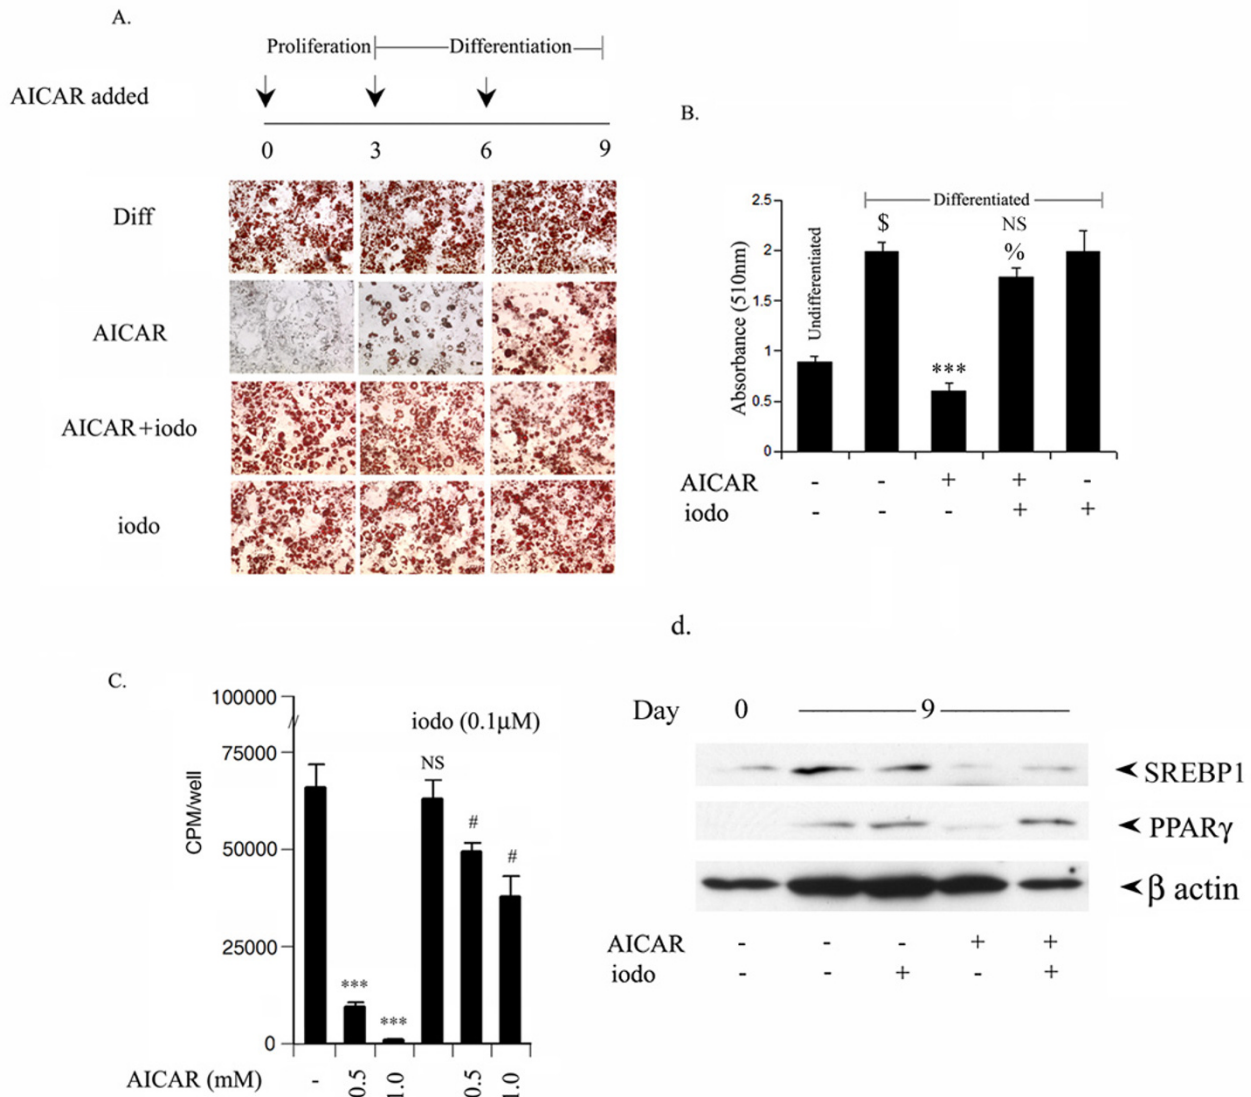 A.
Proliferation Differentiation
AICAR added
0 3 6 9
Diff
AICAR
AICAR+iodo
iodo
B.
Differentiated
2.5
2
1.5
1
0.5
0
Absorbance (510nm)
Undifferentiated
$
***
NS
%
AICAR - - + + -
iodo - - - + +
C.
100000
75000
50000
25000
0
CPM/well
iodo (0.1μM)
***
***
NS
#
#
AICAR (mM) - 0.5 1.0 0.5 1.0
d.
Day 0 9
SREBP1
PPARγ
β actin
AICAR - - - + +
iodo - - + - +